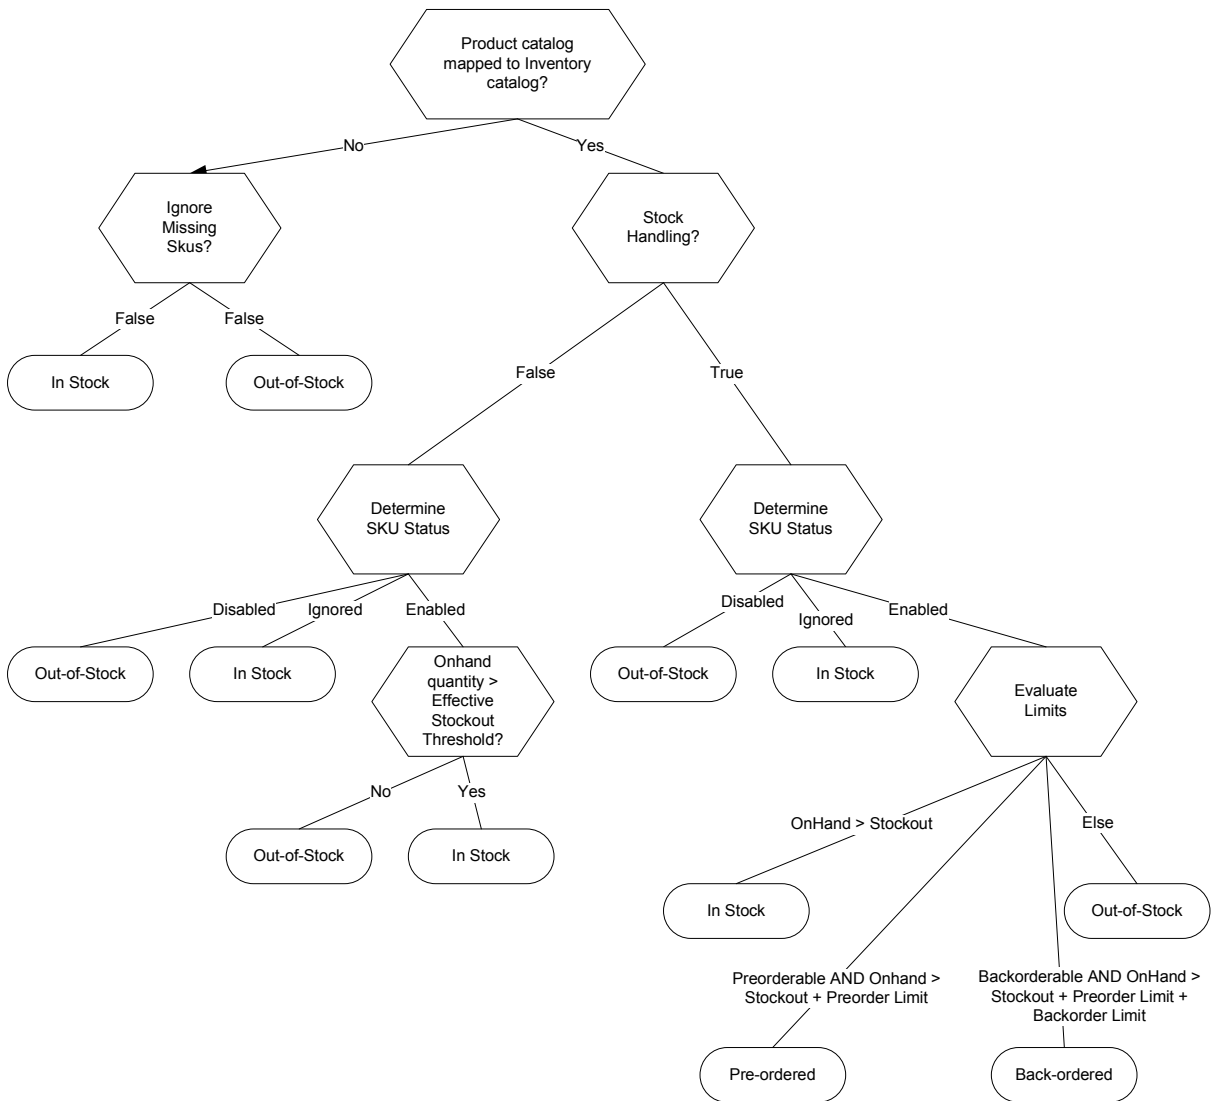 Product catalog
mapped to Inventory
catalog?
No
Yes
Ignore
Missing
Skus?
Stock
Handling?
False
False
In Stock
Out-of-Stock
False
True
Determine
SKU Status
Determine
SKU Status
Disabled
Ignored
Enabled
Disabled
Ignored
Enabled
Out-of-Stock
In Stock
Onhand
quantity >
Effective
Stockout
Threshold?
Out-of-Stock
In Stock
Evaluate
Limits
No
Yes
Out-of-Stock
In Stock
OnHand > Stockout
Else
In Stock
Out-of-Stock
Preorderable AND Onhand >
Stockout + Preorder Limit
Backorderable AND OnHand >
Stockout + Preorder Limit +
Backorder Limit
Pre-ordered
Back-ordered